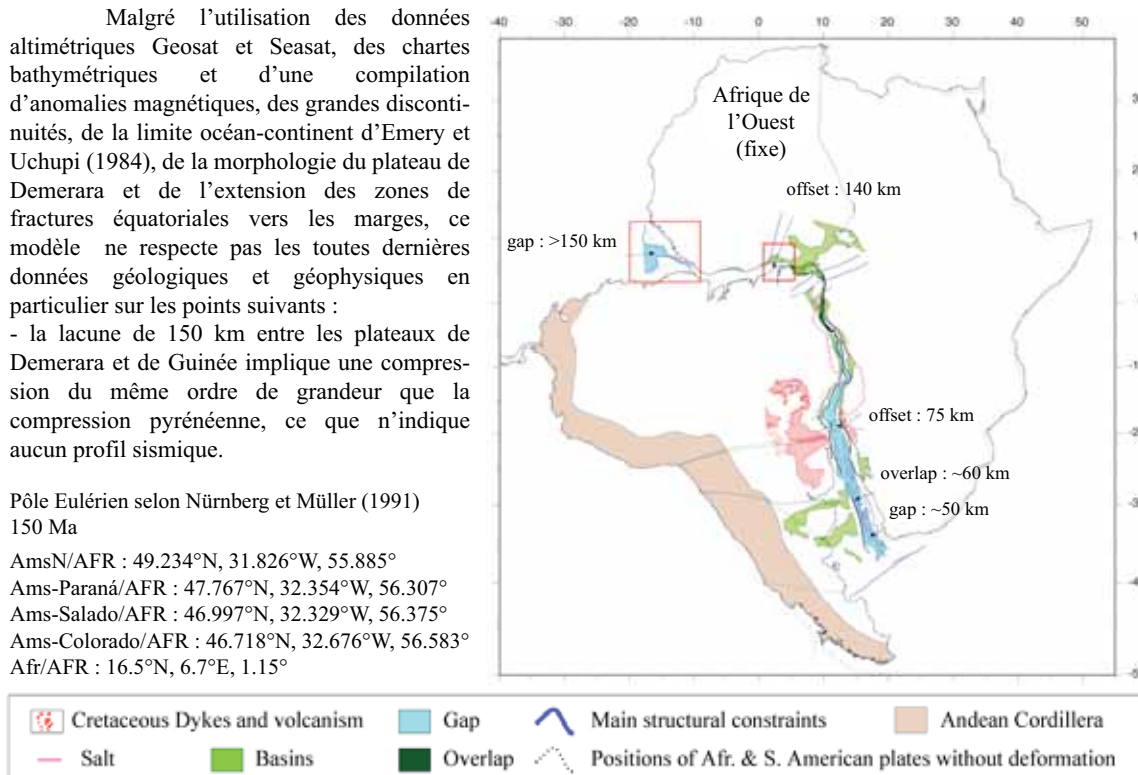 Malgré l'utilisation des données
altimétriques Geosat et Seasat, des chartes
bathymétriques et d'une compilation
d'anomalies magnétiques, des grandes disconti-
nuités, de la limite océan-continent d'Emery et
Uchupi (1984), de la morphologie du plateau de
Demerara et de l'extension des zones de
fractures équatoriales vers les marges, ce
modèle ne respecte pas les toutes dernières
données géologiques et géophysiques en
particulier sur les points suivants :
- la lacune de 150 km entre les plateaux de
Demerara et de Guinée implique une compres-
sion du même ordre de grandeur que la
compression pyrénéenne, ce que n'indique
aucun profil sismique.
Pôle Eulérien selon Nürnberg et Müller (1991)
150 Ma
AmsN/AFR : 49.234°N, 31.826°W, 55.885°
Ams-Paraná/AFR : 47.767°N, 32.354°W, 56.307°
Ams-Salado/AFR : 46.997°N, 32.329°W, 56.375°
Ams-Colorado/AFR : 46.718°N, 32.676°W, 56.583°
Afr/AFR : 16.5°N, 6.7°E, 1.15°
-40 -30 -20 -10 0 10 20 30 40 50
Afrique de
l'Ouest
(fixe)
offset : 140 km
gap : >150 km
offset : 75 km
overlap : ~60 km
gap : ~50 km
Cretaceous Dykes and volcanism Gap Main structural constraints Andean Cordillera
Salt Basins Overlap Positions of Afr. & S. American plates without deformation